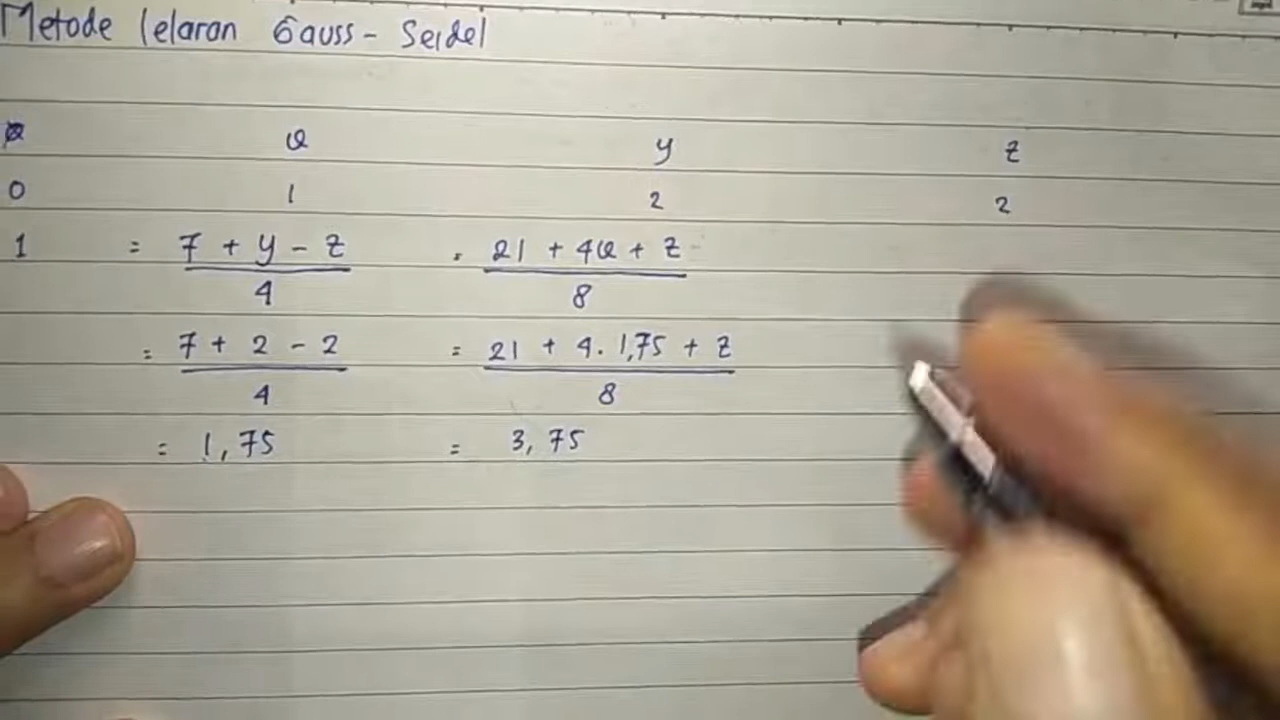 Metode lelaran Gauss - Seidel
x y z
0 1 2 2
1 = 7 + y - z / 4 = 21 + 4x + z / 8
= 7 + 2 - 2 / 4 = 21 + 4. 1,75 + 2 / 8
= 1,75 = 3,75